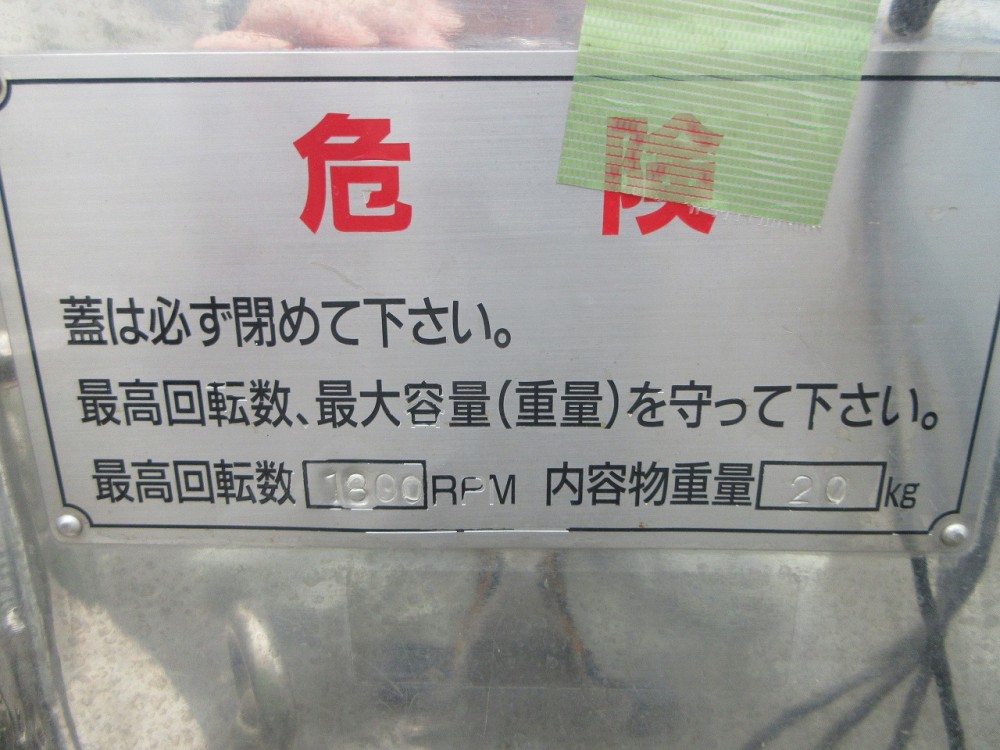 危険
蓋は必ず閉めて下さい。
最高回転数、最大容量(重量)を守って下さい。
最高回転数 1800 RPM 内容物重量 20 kg